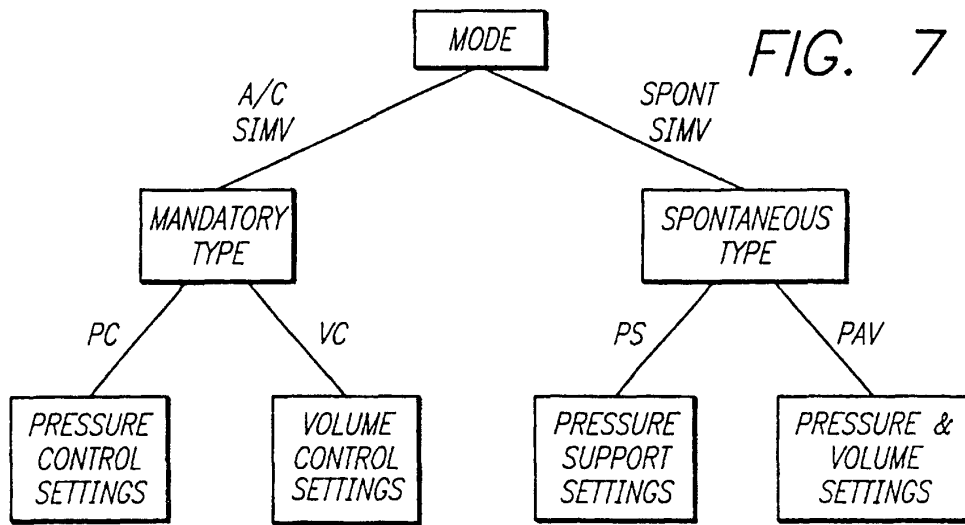 MODE
FIG. 7
A/C
SIMV
SPONT
SIMV
MANDATORY
TYPE
SPONTANEOUS
TYPE
PC
VC
PS
PAV
PRESSURE
CONTROL
SETTINGS
VOLUME
CONTROL
SETTINGS
PRESSURE
SUPPORT
SETTINGS
PRESSURE &
VOLUME
SETTINGS